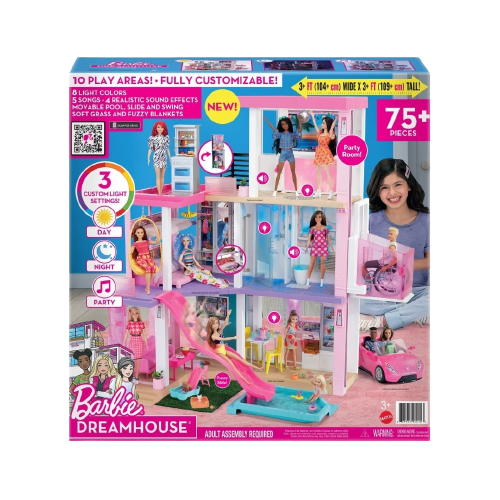 10 PLAY AREAS! • FULLY CUSTOMIZABLE!
8 LIGHT COLORS
5 SONGS • 4 REALISTIC SOUND EFFECTS
MOVABLE POOL, SLIDE AND SWING
SOFT GRASS AND FUZZY BLANKETS
3+ FT (104+ cm) WIDE X 3+ FT (109+ cm) TALL!
NEW!
75+
PIECES
Party
Room!
3
CUSTOM LIGHT
SETTINGS!
DAY
NIGHT
PARTY
Barbie
DREAMHOUSE
ADULT ASSEMBLY REQUIRED
3+
MATTEL
WARNING: